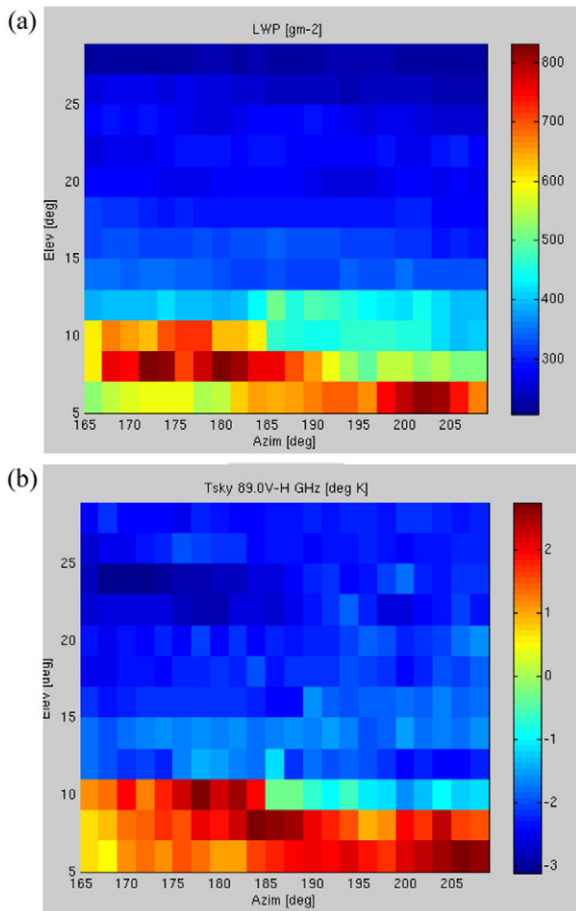 (a)
LWP [gm-2]
Elev [deg]
25
20
15
10
5
165 170 175 180 185 190 195 200 205
Azim [deg]
800
700
600
500
400
300
(b)
Tsky 89.0V-H GHz [deg K]
Elev [deg]
25
20
15
10
5
165 170 175 180 185 190 195 200 205
Azim [deg]
2
1
0
-1
-2
-3